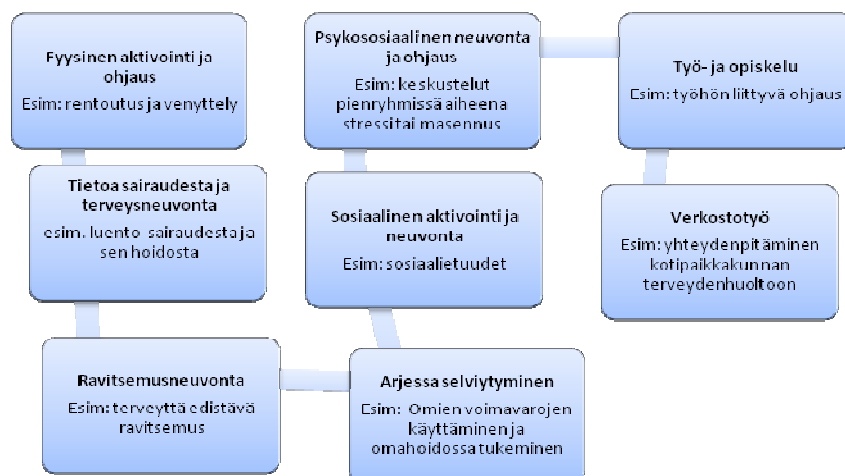 Fyysinen aktivointi ja
ohjaus
Esim: rentoutus ja venyttely
Tietoa sairaudesta ja
terveysneuvonta
esim. luento sairaudesta ja
sen hoidosta
Ravitsemusneuvonta
Esim: terveyttä edistävä
ravitsemus
Arjessa selviytyminen
Esim: Omien voimavarojen
käyttäminen ja
omahoidossa tukeminen
Sosiaalinen aktivointi ja
neuvonta
Esim: sosiaalietuudet
Psykososiaalinen neuvonta
ja ohjaus
Esim: keskustelut
pienryhmissä aiheena
stressi tai masennus
Työ- ja opiskelu
Esim: työhön liittyvä ohjaus
Verkostotyö
Esim: yhteydenpitäminen
kotipaikkakunnan
terveydenhuoltoon